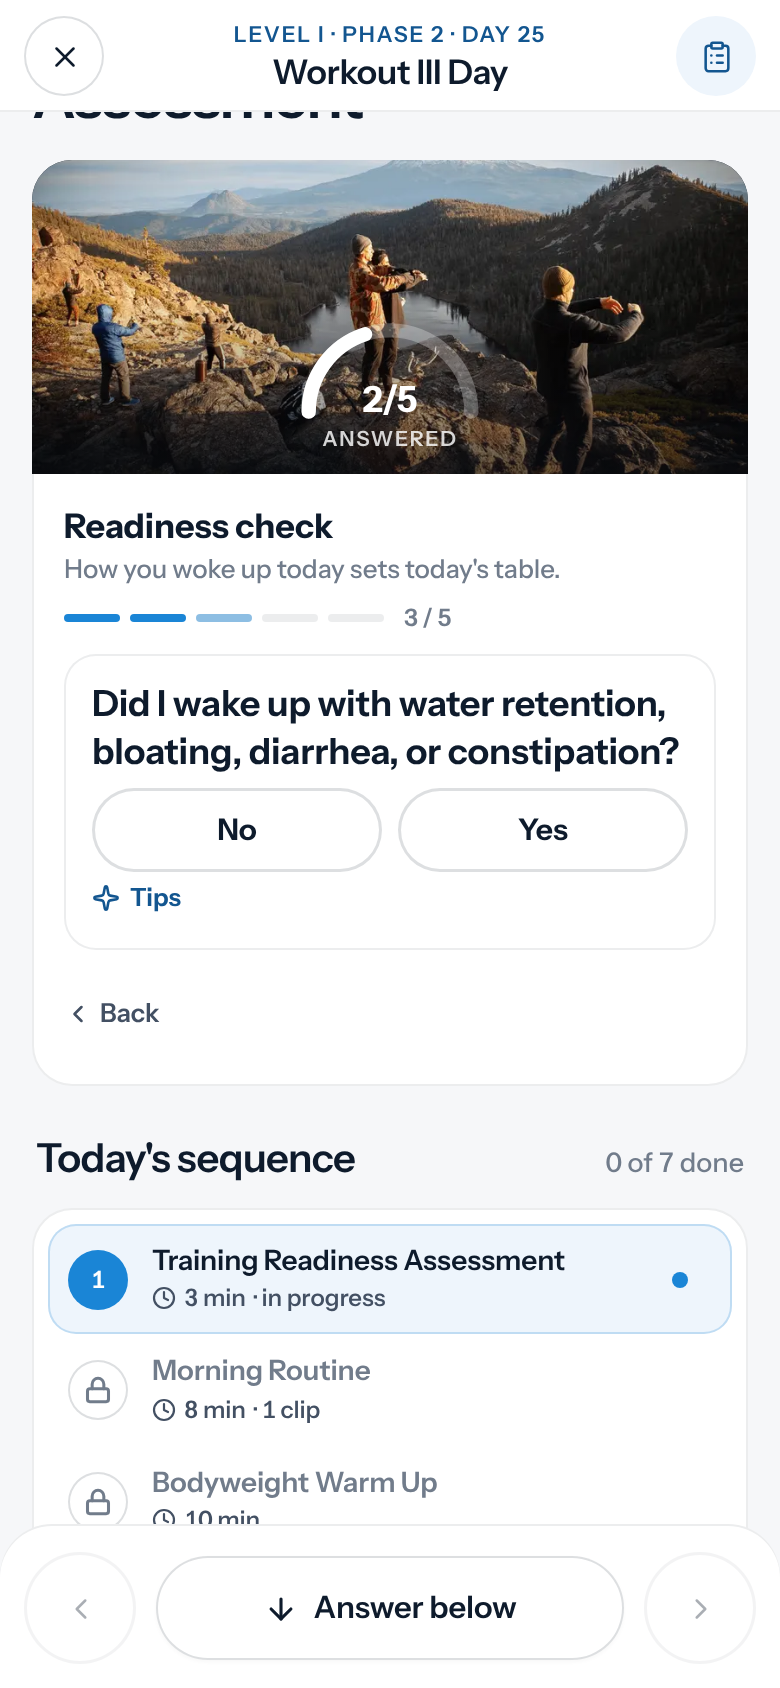 LEVEL I · PHASE 2 · DAY 25
Workout III Day
Assessment
2/5
ANSWERED
Readiness check
How you woke up today sets today's table.
3 / 5
Did I wake up with water retention,
bloating, diarrhea, or constipation?
No
Yes
Tips
Back
Today's sequence
0 of 7 done
1
Training Readiness Assessment
3 min · in progress
Morning Routine
8 min · 1 clip
Bodyweight Warm Up
10 min
Answer below